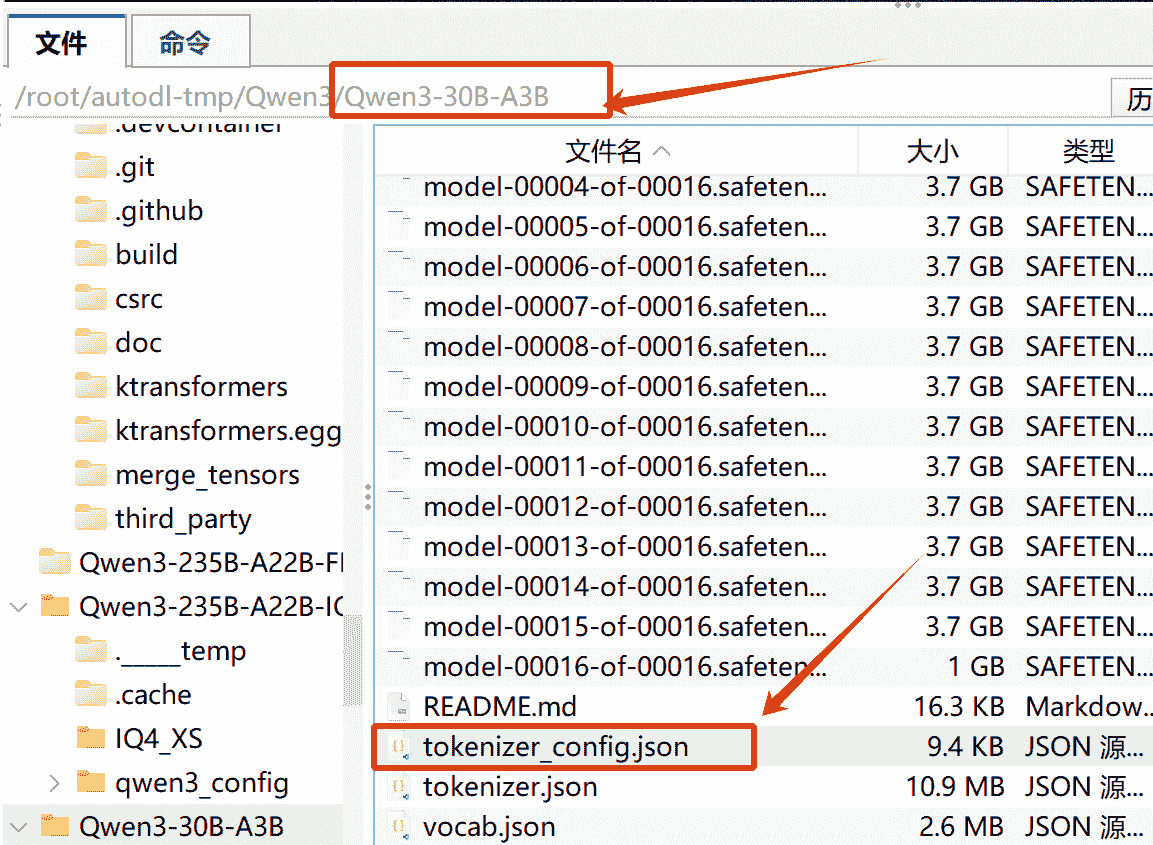 文件 命令
/root/autodl-tmp/Qwen3/Qwen3-30B-A3B
历
.devcontainer
.git
.github
build
csrc
doc
ktransformers
ktransformers.egg
merge_tensors
third_party
Qwen3-235B-A22B-F
Qwen3-235B-A22B-IQ
._____temp
.cache
IQ4_XS
qwen3_config
Qwen3-30B-A3B
文件名 大小 类型
model-00004-of-00016.safeten... 3.7 GB SAFETEN...
model-00005-of-00016.safeten... 3.7 GB SAFETEN...
model-00006-of-00016.safeten... 3.7 GB SAFETEN...
model-00007-of-00016.safeten... 3.7 GB SAFETEN...
model-00008-of-00016.safeten... 3.7 GB SAFETEN...
model-00009-of-00016.safeten... 3.7 GB SAFETEN...
model-00010-of-00016.safeten... 3.7 GB SAFETEN...
model-00011-of-00016.safeten... 3.7 GB SAFETEN...
model-00012-of-00016.safeten... 3.7 GB SAFETEN...
model-00013-of-00016.safeten... 3.7 GB SAFETEN...
model-00014-of-00016.safeten... 3.7 GB SAFETEN...
model-00015-of-00016.safeten... 3.7 GB SAFETEN...
model-00016-of-00016.safeten... 1 GB SAFETEN...
README.md 16.3 KB Markdow...
tokenizer_config.json 9.4 KB JSON 源...
tokenizer.json 10.9 MB JSON 源...
vocab.json 2.6 MB JSON 源...